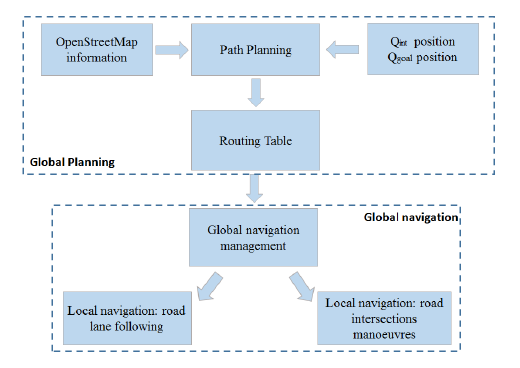 OpenStreetMap
information
Path Planning
Qint position
Qgoal position
Routing Table
Global Planning
Global navigation
Global navigation
management
Local navigation: road
lane following
Local navigation: road
intersections
manoeuvres